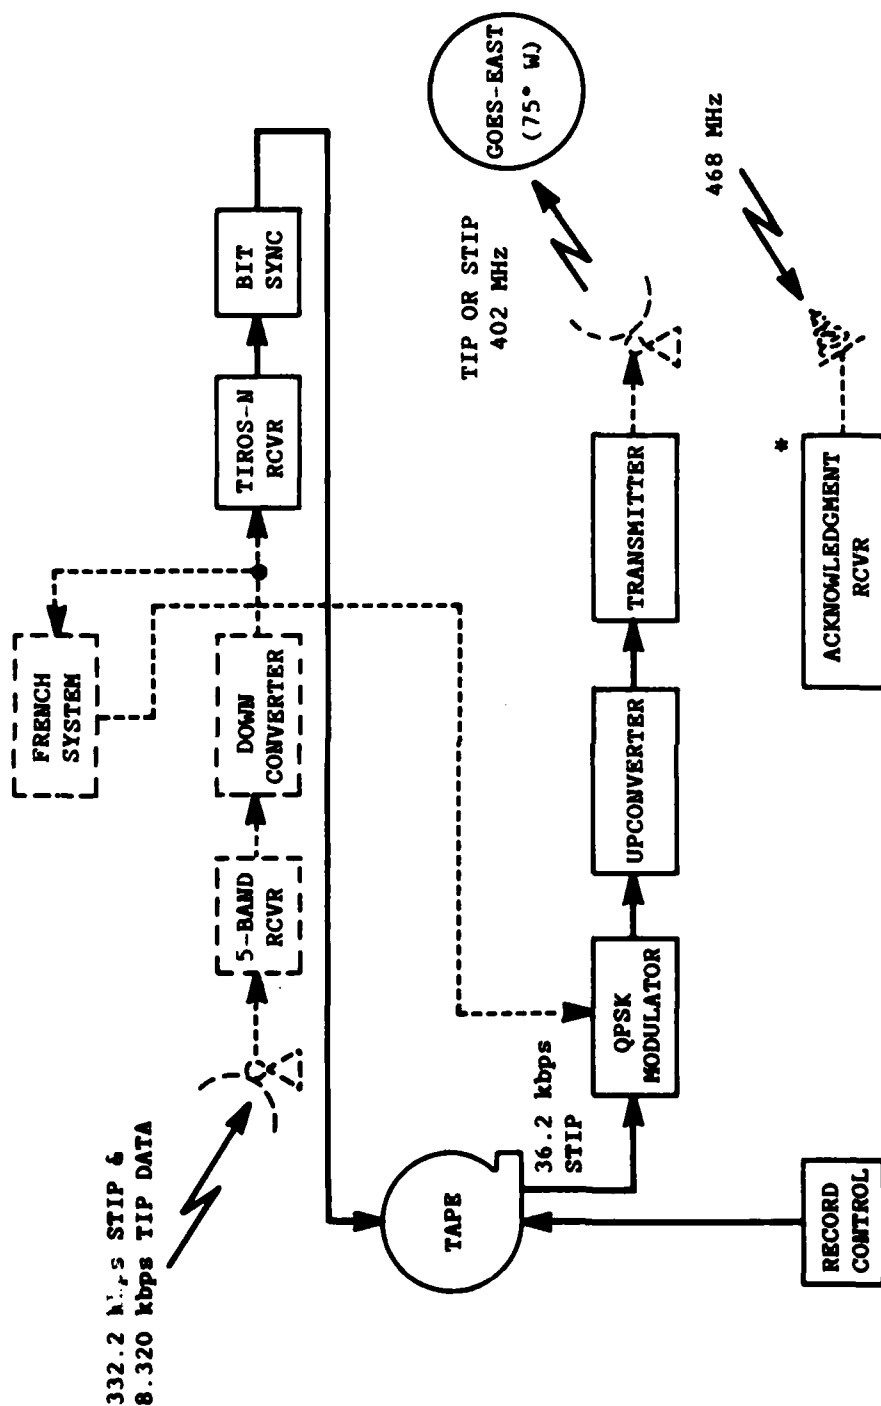 332.2 kbps STIP &
8.320 kbps TIP DATA
FRENCH
SYSTEM
5-BAND
RCVR
DOWN
CONVERTER
TIROS-N
RCVR
BIT
SYNC
TAPE
36.2 kbps
STIP
TIP OR STIP
402 MHz
GOES-EAST
(75° W.)
QPSK
MODULATOR
UPCONVERTER
TRANSMITTER
468 MHz
RECORD
CONTROL
*
ACKNOWLEDGMENT
RCVR